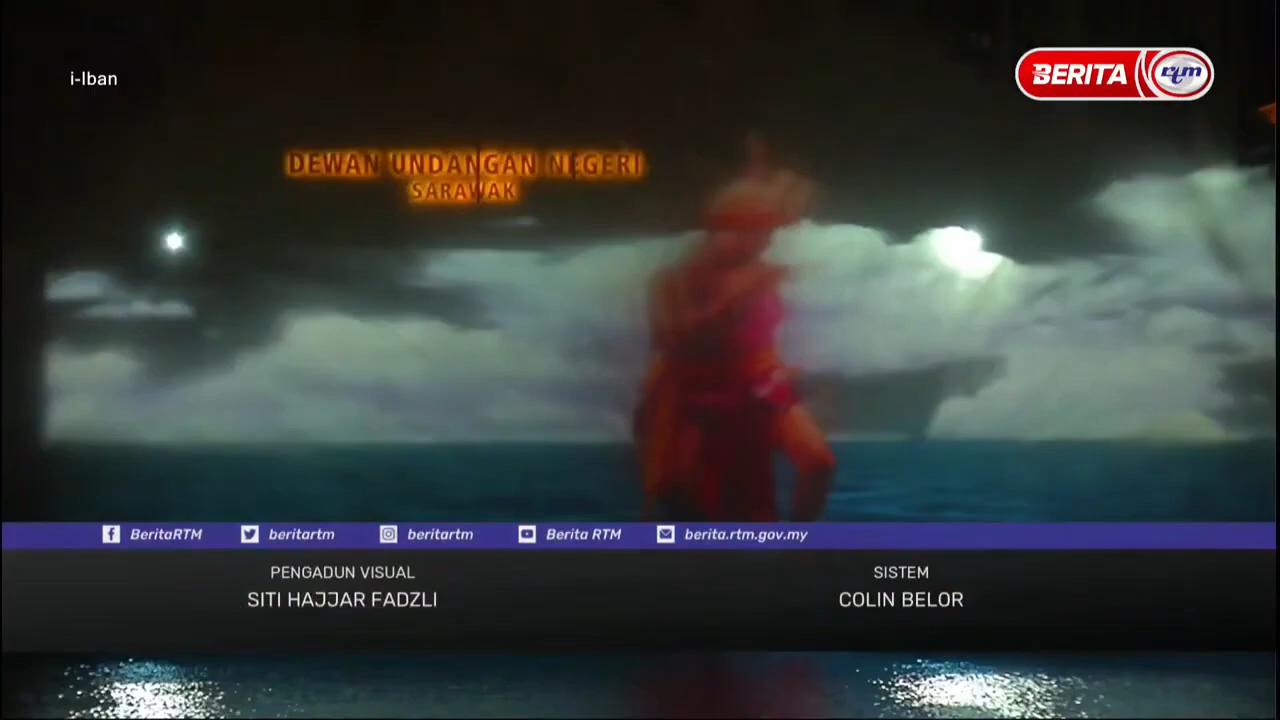 i-Iban
BERITA rtm
DEWAN UNDANGAN NEGERI
SARAWAK
BeritaRTM beritartm beritartm Berita RTM berita.rtm.gov.my
PENGADUN VISUAL
SITI HAJJAR FADZLI
SISTEM
COLIN BELOR